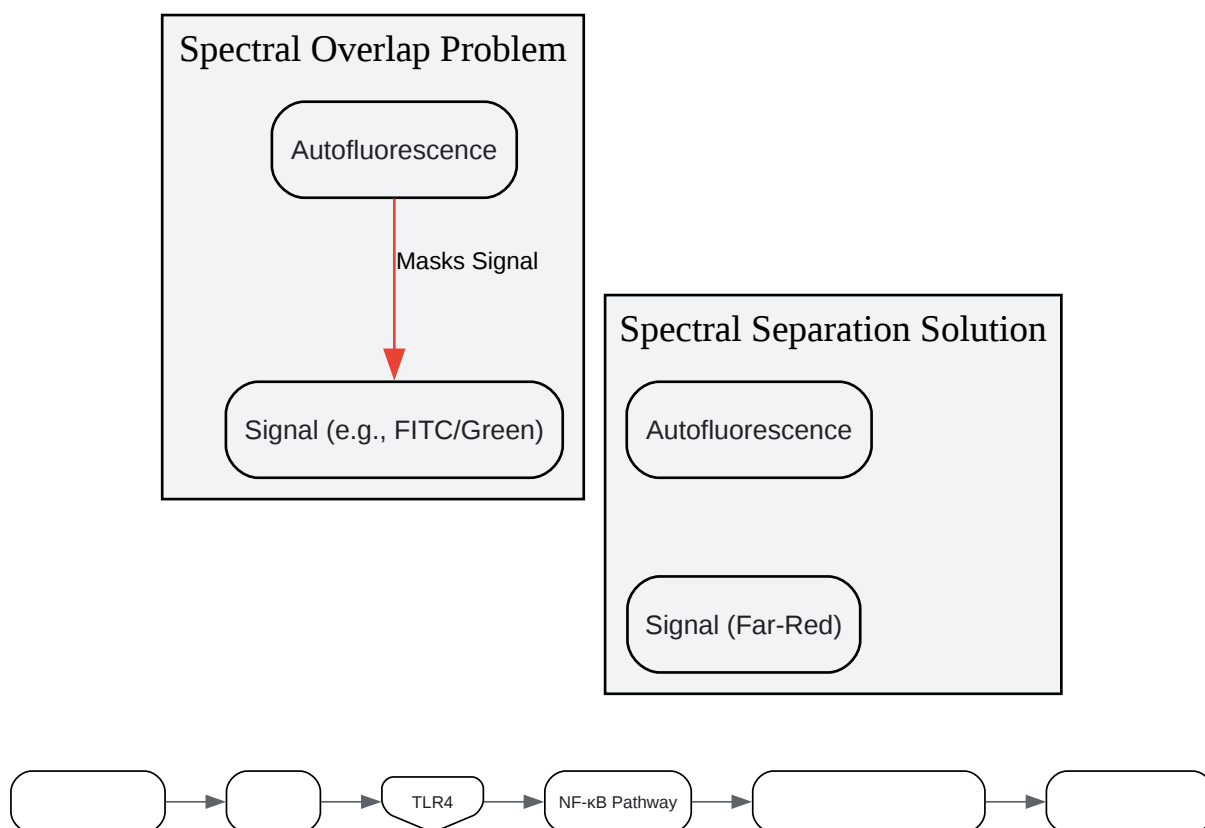 Spectral Overlap Problem
Autofluorescence
Masks Signal
Signal (e.g., FITC/Green)
Spectral Separation Solution
Autofluorescence
Signal (Far-Red)
TLR4
NF-κB Pathway